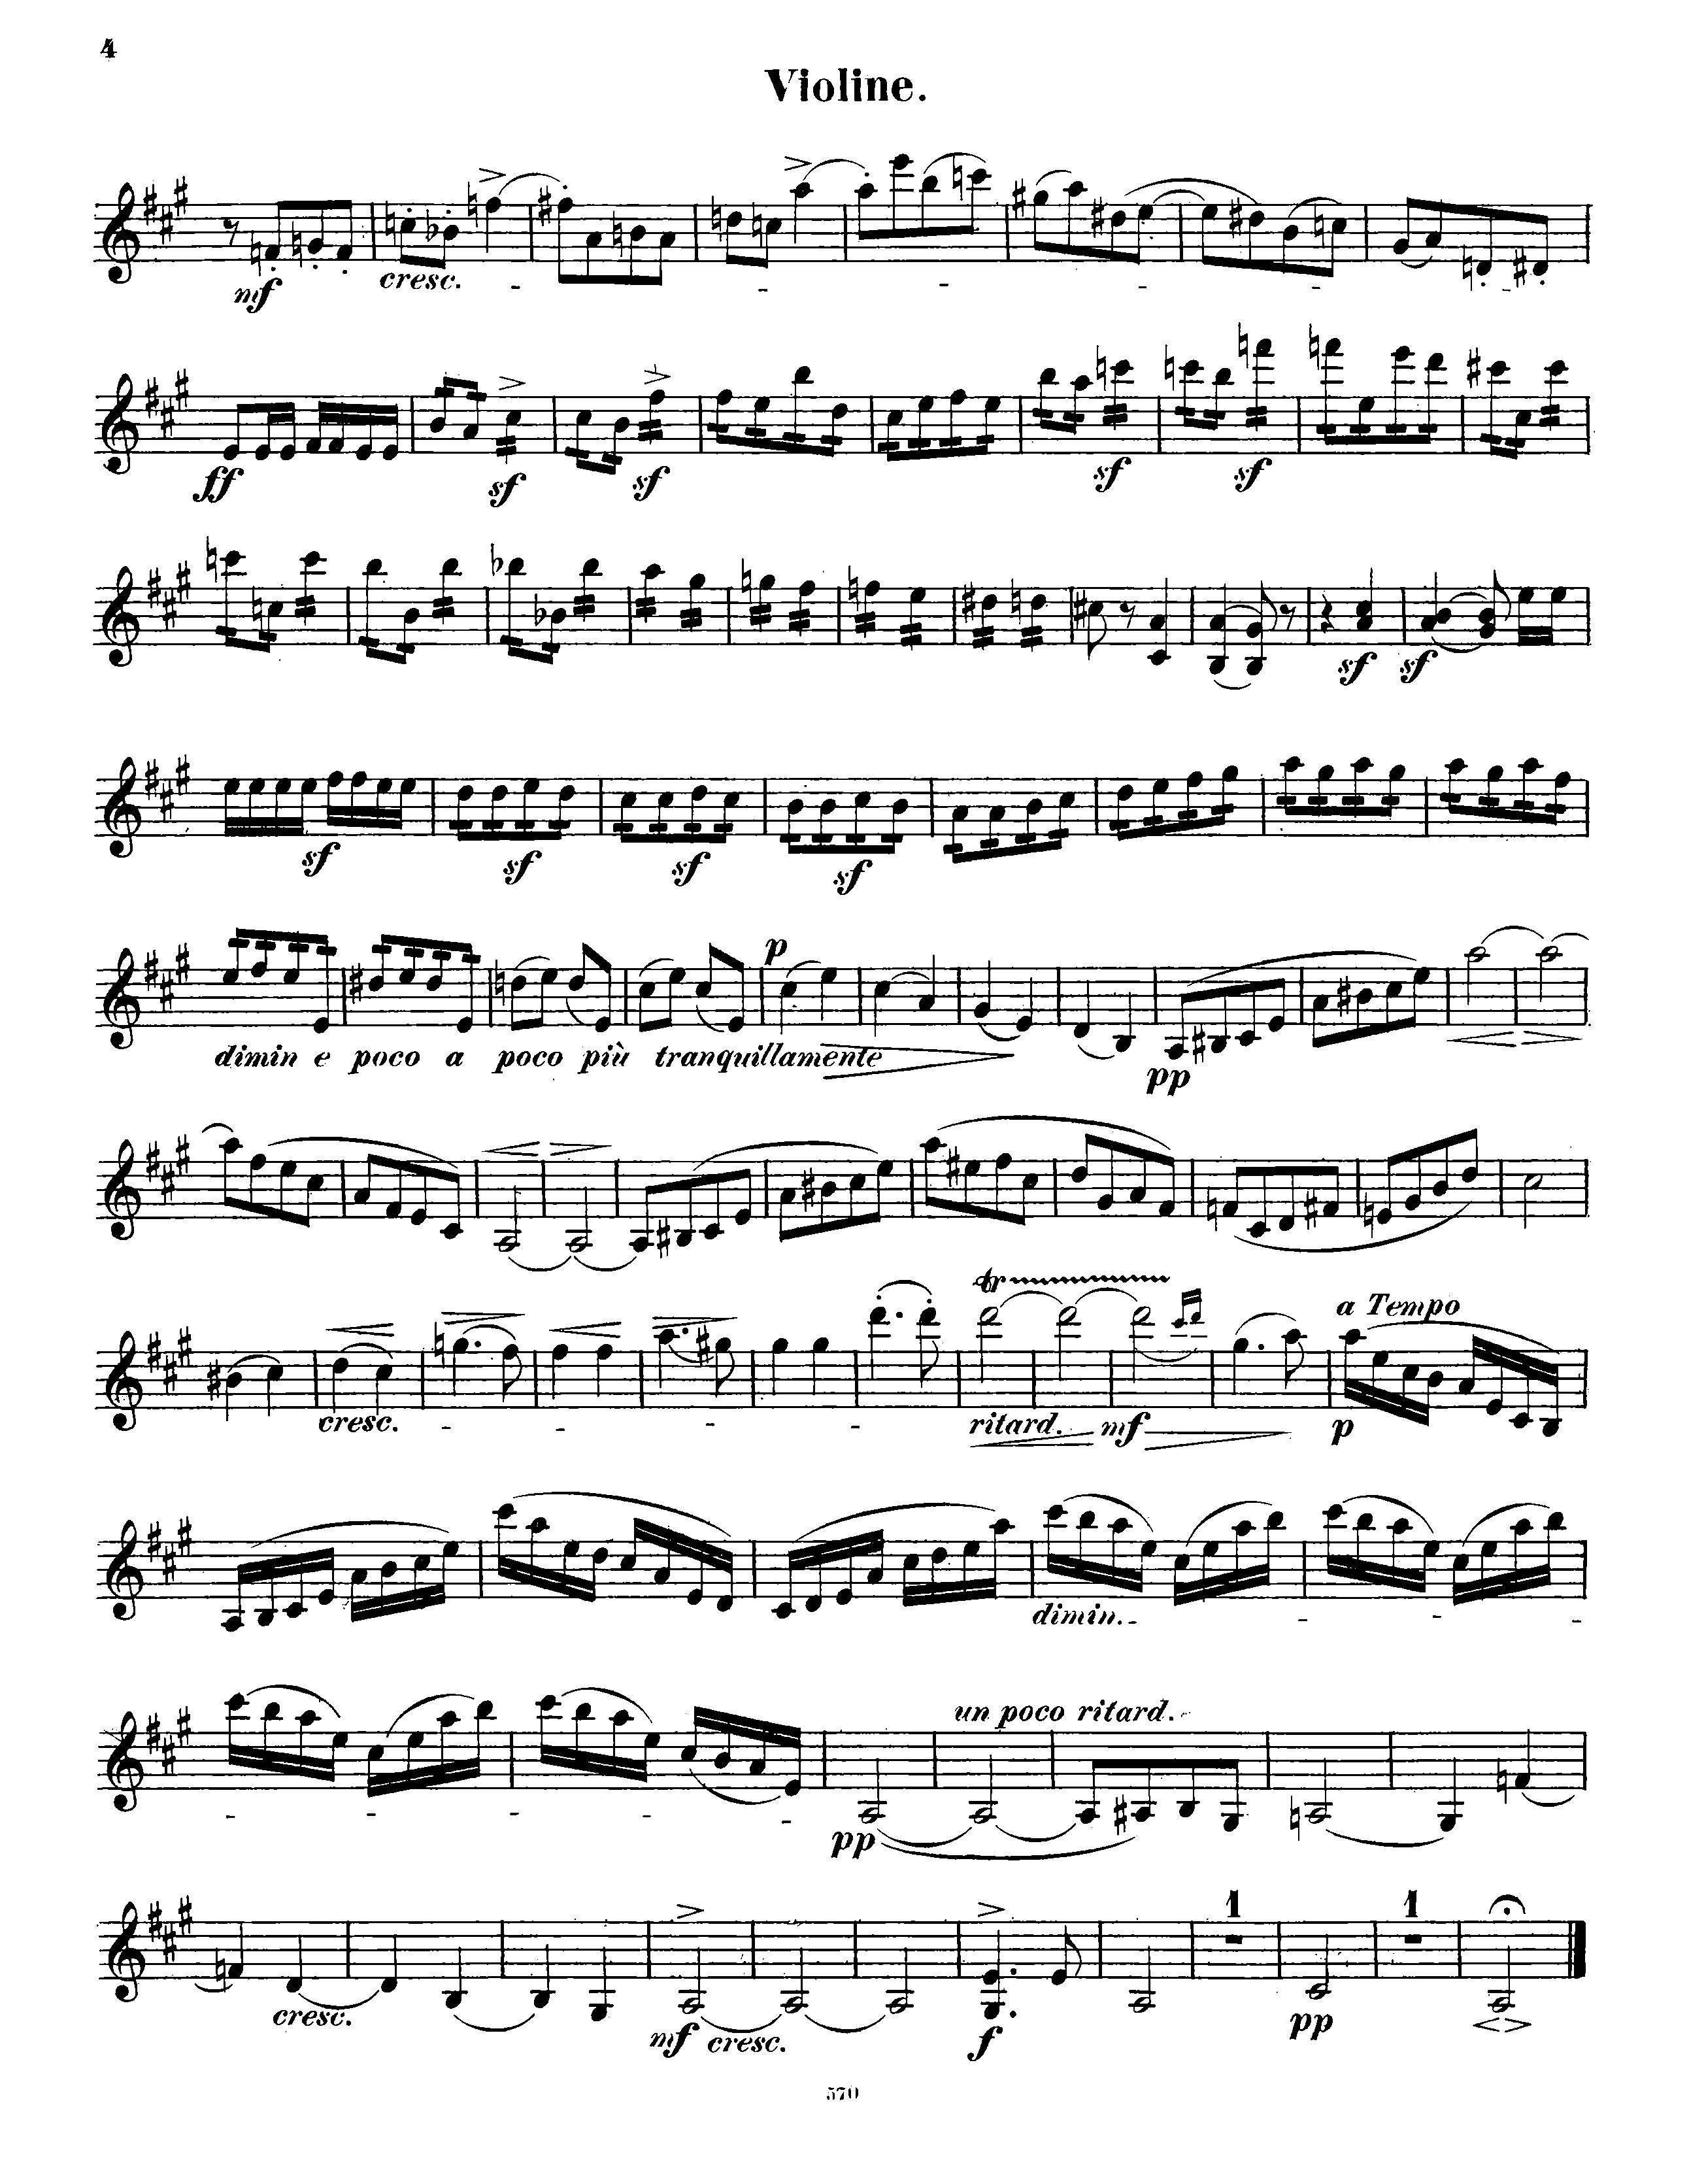 4
Violine.
mf cresc.
ff sf sf sf sf
sf sf
sf sf sf sf
p
dimin e poco a poco più tranquillamente
pp
tr a Tempo
cresc. ritard. mf p
dimin.
un poco ritard.
pp
1 1
cresc. mf cresc. f pp
570